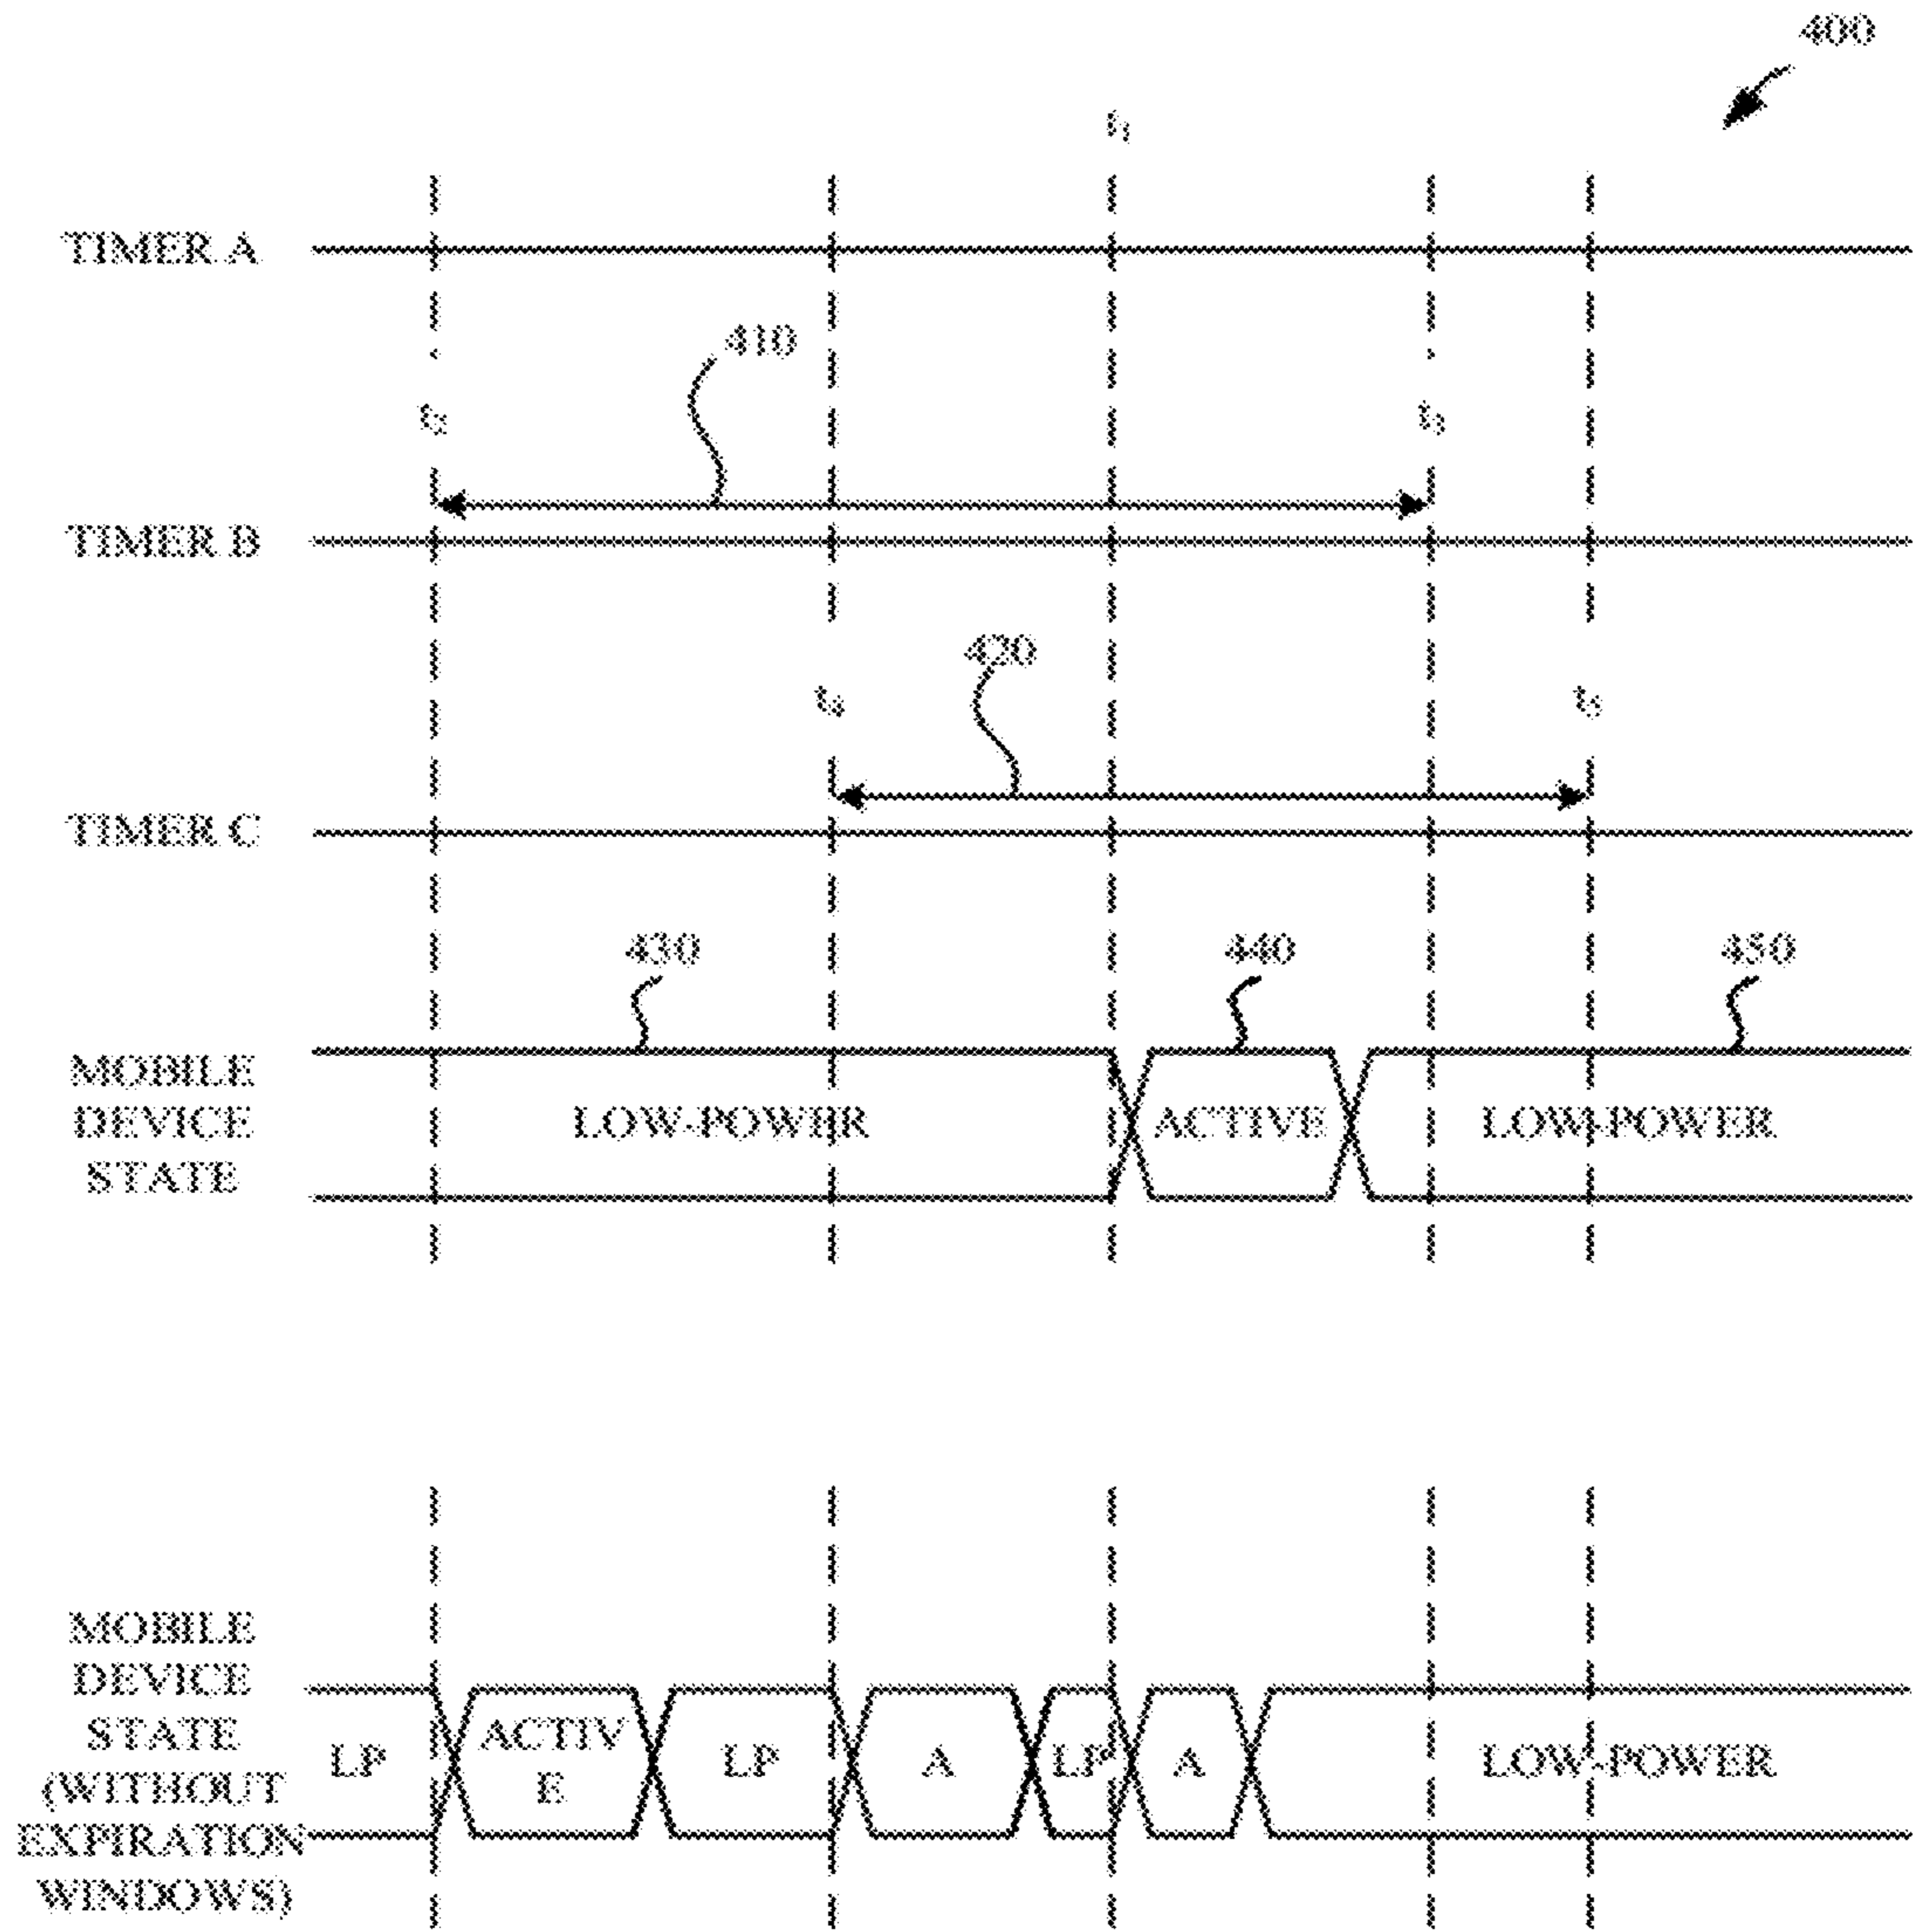 400
t1
TIMER A
410
t2
t3
TIMER B
420
t4
t5
TIMER C
430
440
450
MOBILE
DEVICE
STATE
LOW-POWER
ACTIVE
LOW-POWER
MOBILE
DEVICE
STATE
(WITHOUT
EXPIRATION
WINDOWS)
LP
ACTIV
E
LP
A
LP
A
LOW-POWER